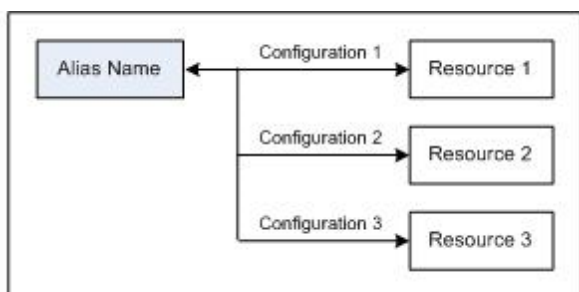 Alias Name
Configuration 1
Resource 1
Configuration 2
Resource 2
Configuration 3
Resource 3